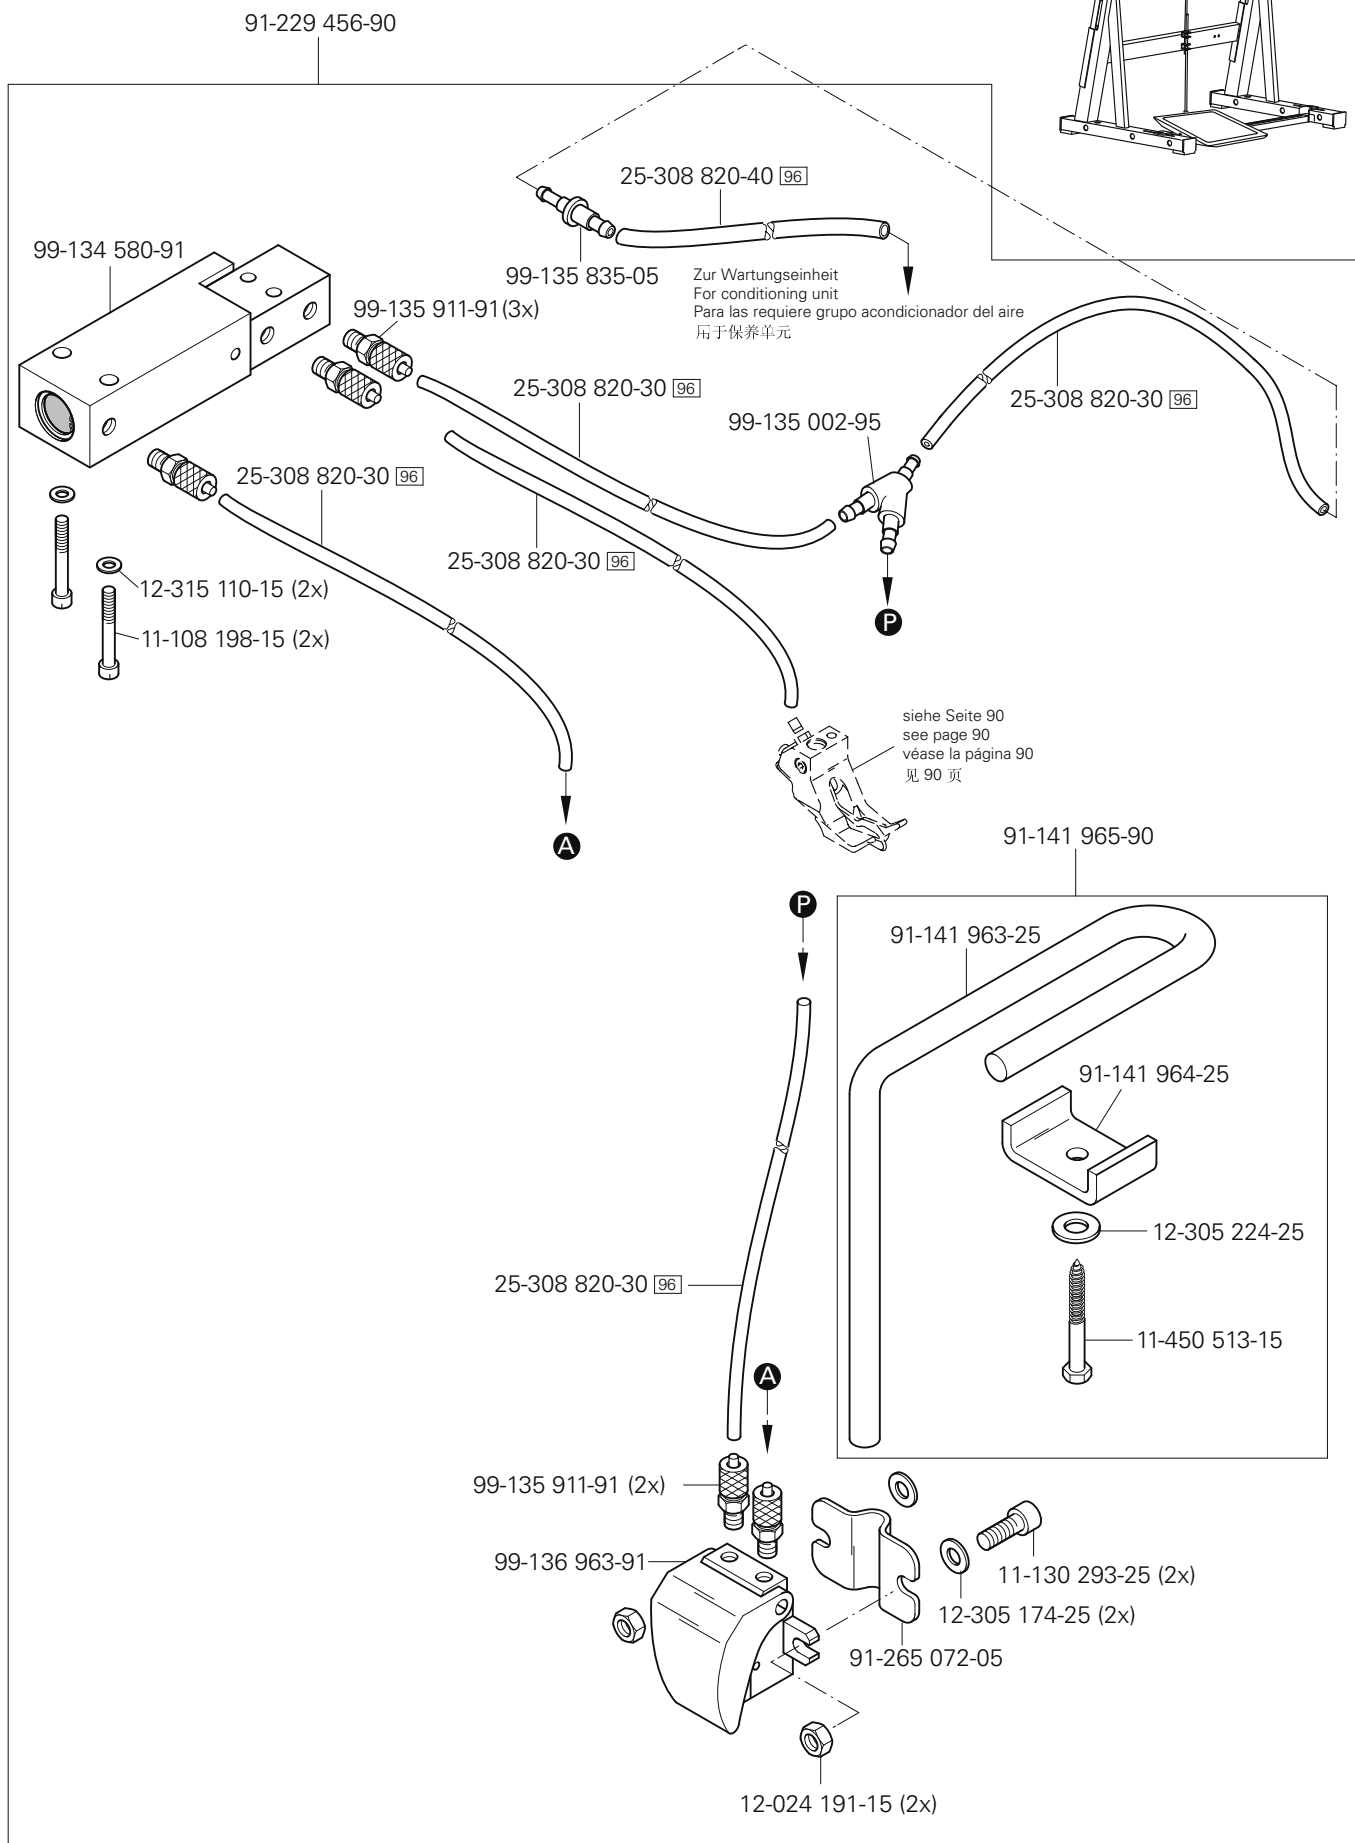 91-229 456-90
25-308 820-40 96
99-134 580-91
99-135 835-05
Zur Wartungseinheit
For conditioning unit
Para las requiere grupo acondicionador del aire
用于保养单元
99-135 911-91 (3x)
25-308 820-30 96
25-308 820-30 96
99-135 002-95
25-308 820-30 96
25-308 820-30 96
12-315 110-15 (2x)
11-108 198-15 (2x)
P
siehe Seite 90
see page 90
véase la página 90
见 90 页
A
91-141 965-90
P
91-141 963-25
91-141 964-25
12-305 224-25
25-308 820-30 96
11-450 513-15
A
99-135 911-91 (2x)
99-136 963-91
11-130 293-25 (2x)
12-305 174-25 (2x)
91-265 072-05
12-024 191-15 (2x)